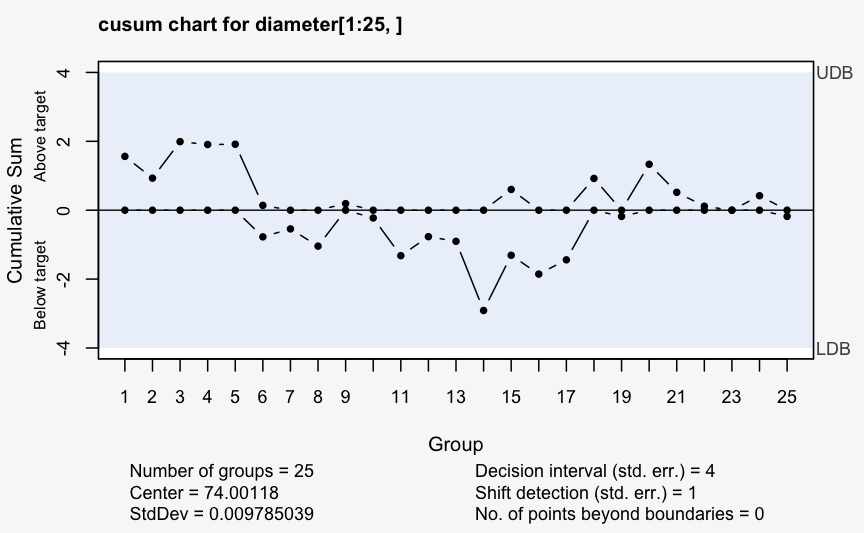 cusum chart for diameter[1:25, ]
UDB
4
2
0
-2
-4
Above target
Cumulative Sum
Below target
LDB
1 2 3 4 5 6 7 8 9 11 13 15 17 19 21 23 25
Group
Number of groups = 25
Center = 74.00118
StdDev = 0.009785039
Decision interval (std. err.) = 4
Shift detection (std. err.) = 1
No. of points beyond boundaries = 0